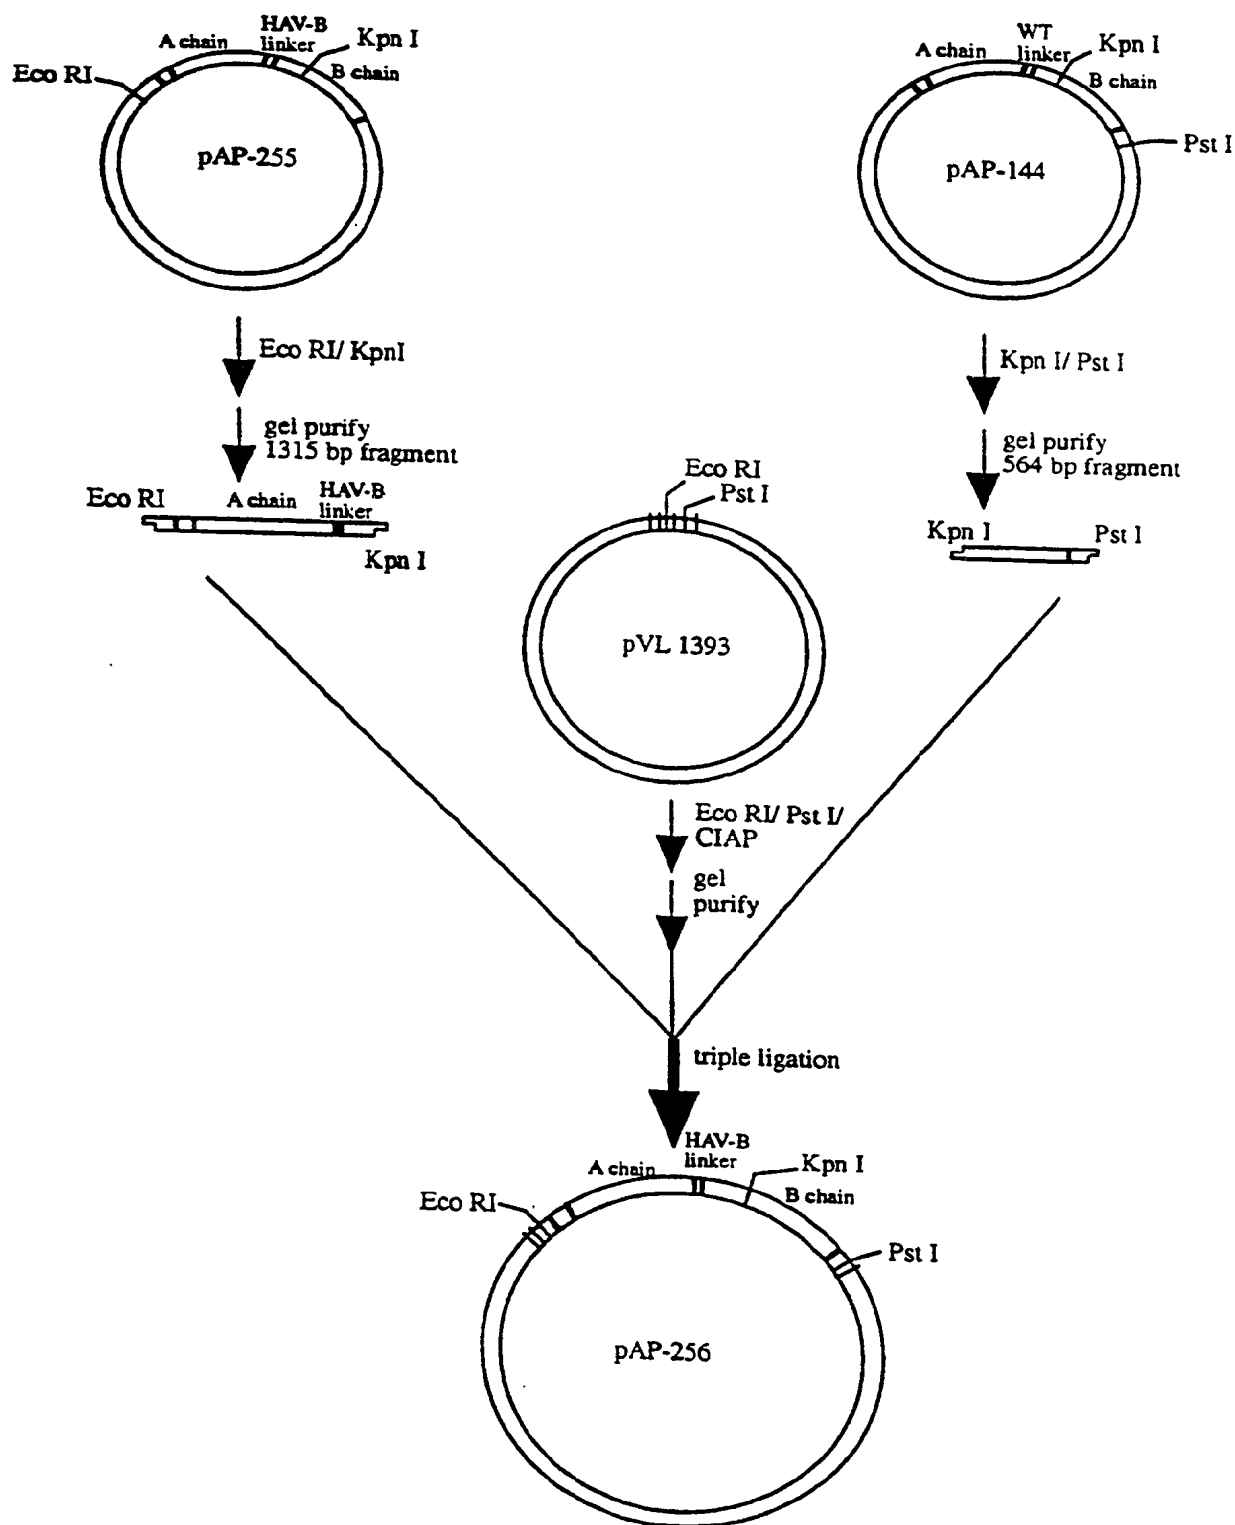 HAV-B
linker
A chain
Kpn I
Eco RI
B chain
pAP-255
WT
linker
A chain
Kpn I
B chain
Pst I
pAP-144
Eco RI/ KpnI
gel purify
1315 bp fragment
Kpn I/ Pst I
gel purify
564 bp fragment
Eco RI
A chain
HAV-B
linker
Kpn I
Eco RI
Pst I
Kpn I
Pst I
pVL 1393
Eco RI/ Pst I/
CIAP
gel
purify
triple ligation
HAV-B
linker
A chain
Kpn I
B chain
Eco RI
Pst I
pAP-256